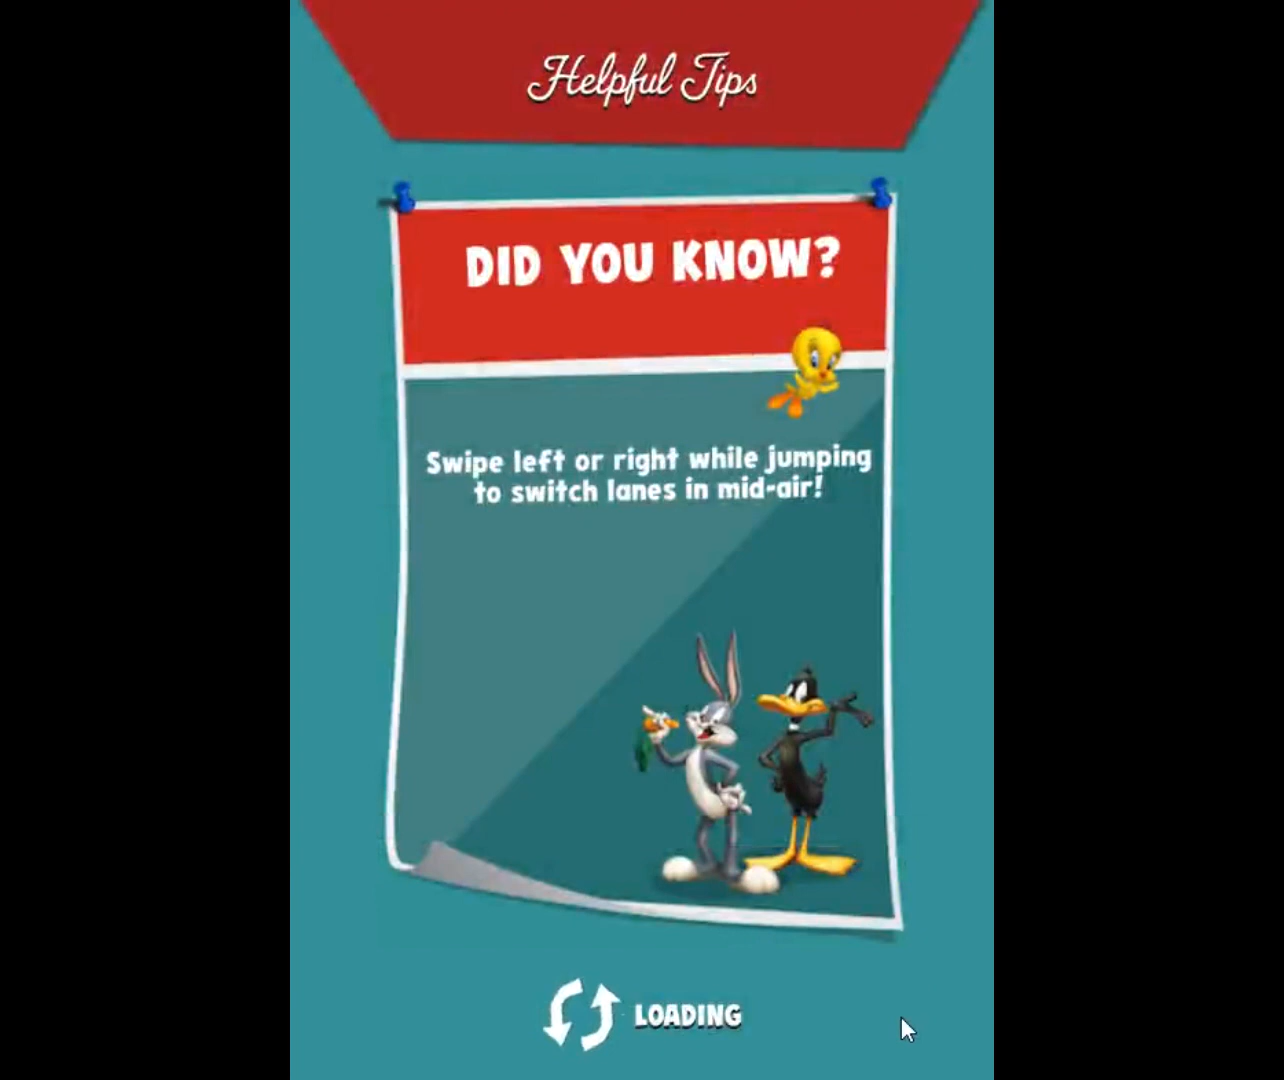 Helpful Tips
DID YOU KNOW?
Swipe left or right while jumping
to switch lanes in mid-air!
LOADING